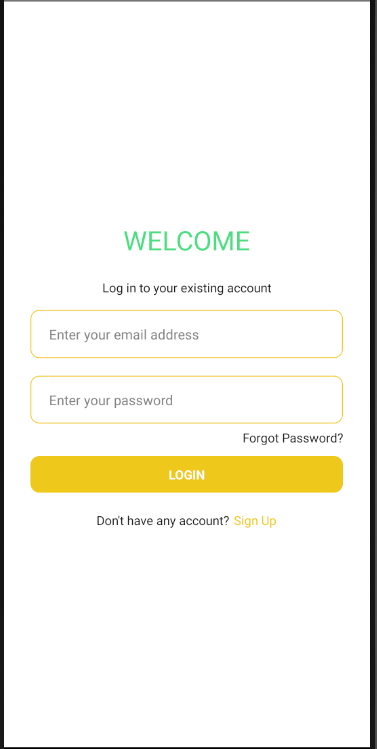 WELCOME
Log in to your existing account
Enter your email address
Enter your password
Forgot Password?
LOGIN
Don't have any account? Sign Up